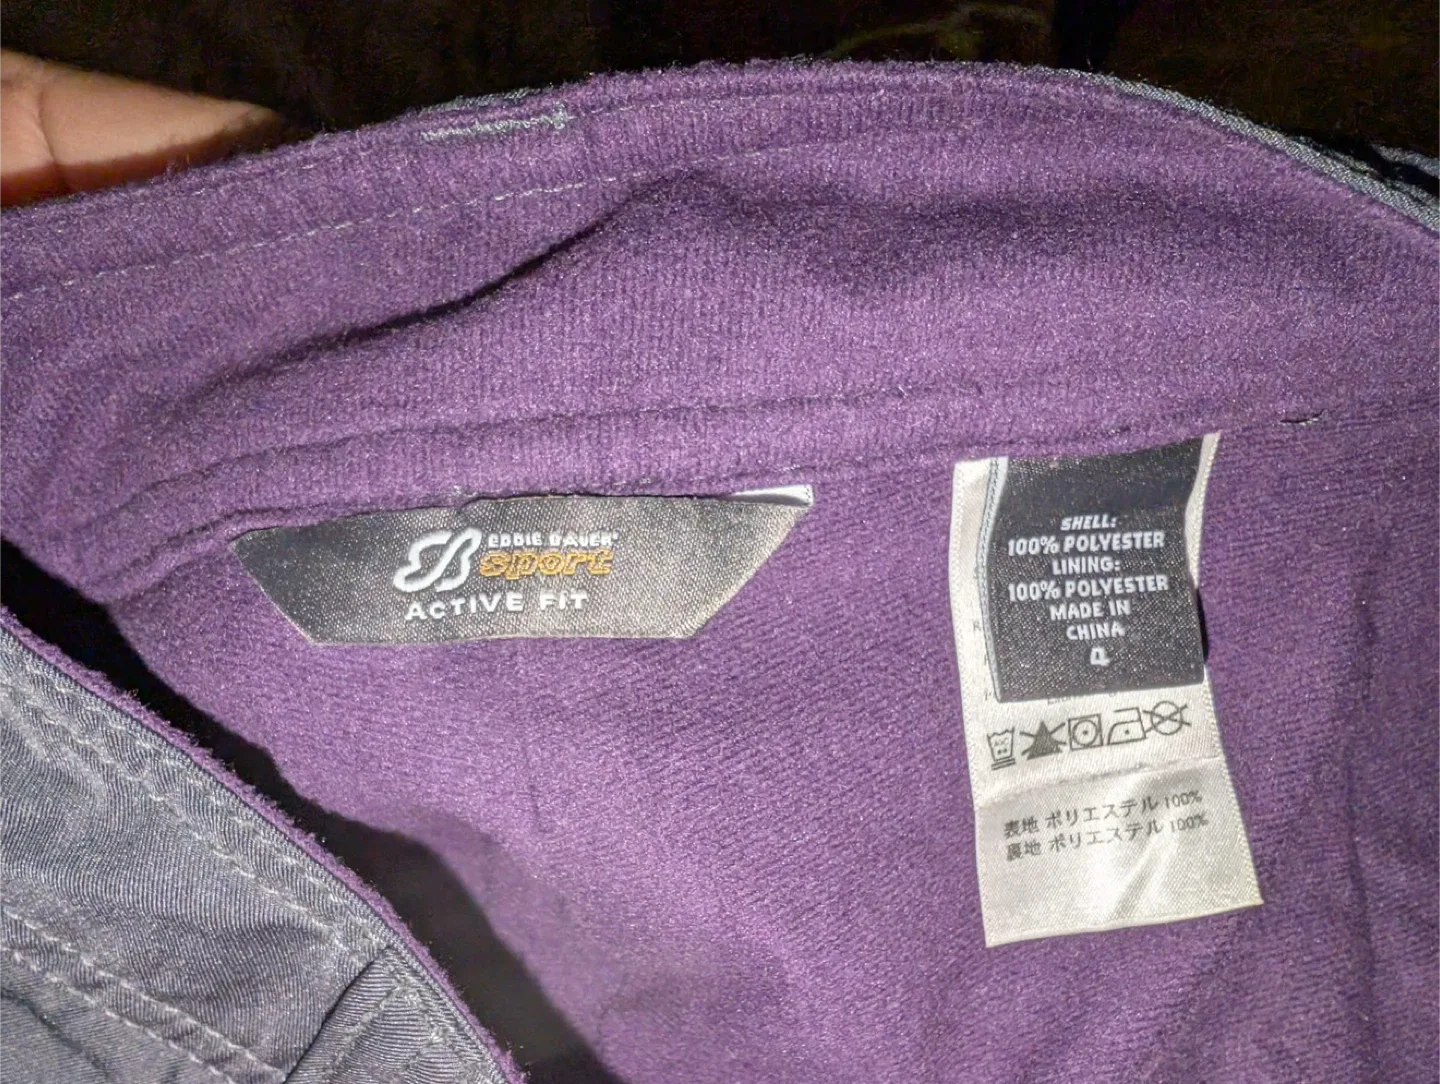 EDDIE BAUER®
sport
ACTIVE FIT
SHELL:
100% POLYESTER
LINING:
100% POLYESTER
MADE IN
CHINA
4
表地 ポリエステル 100%
裏地 ポリエステル 100%